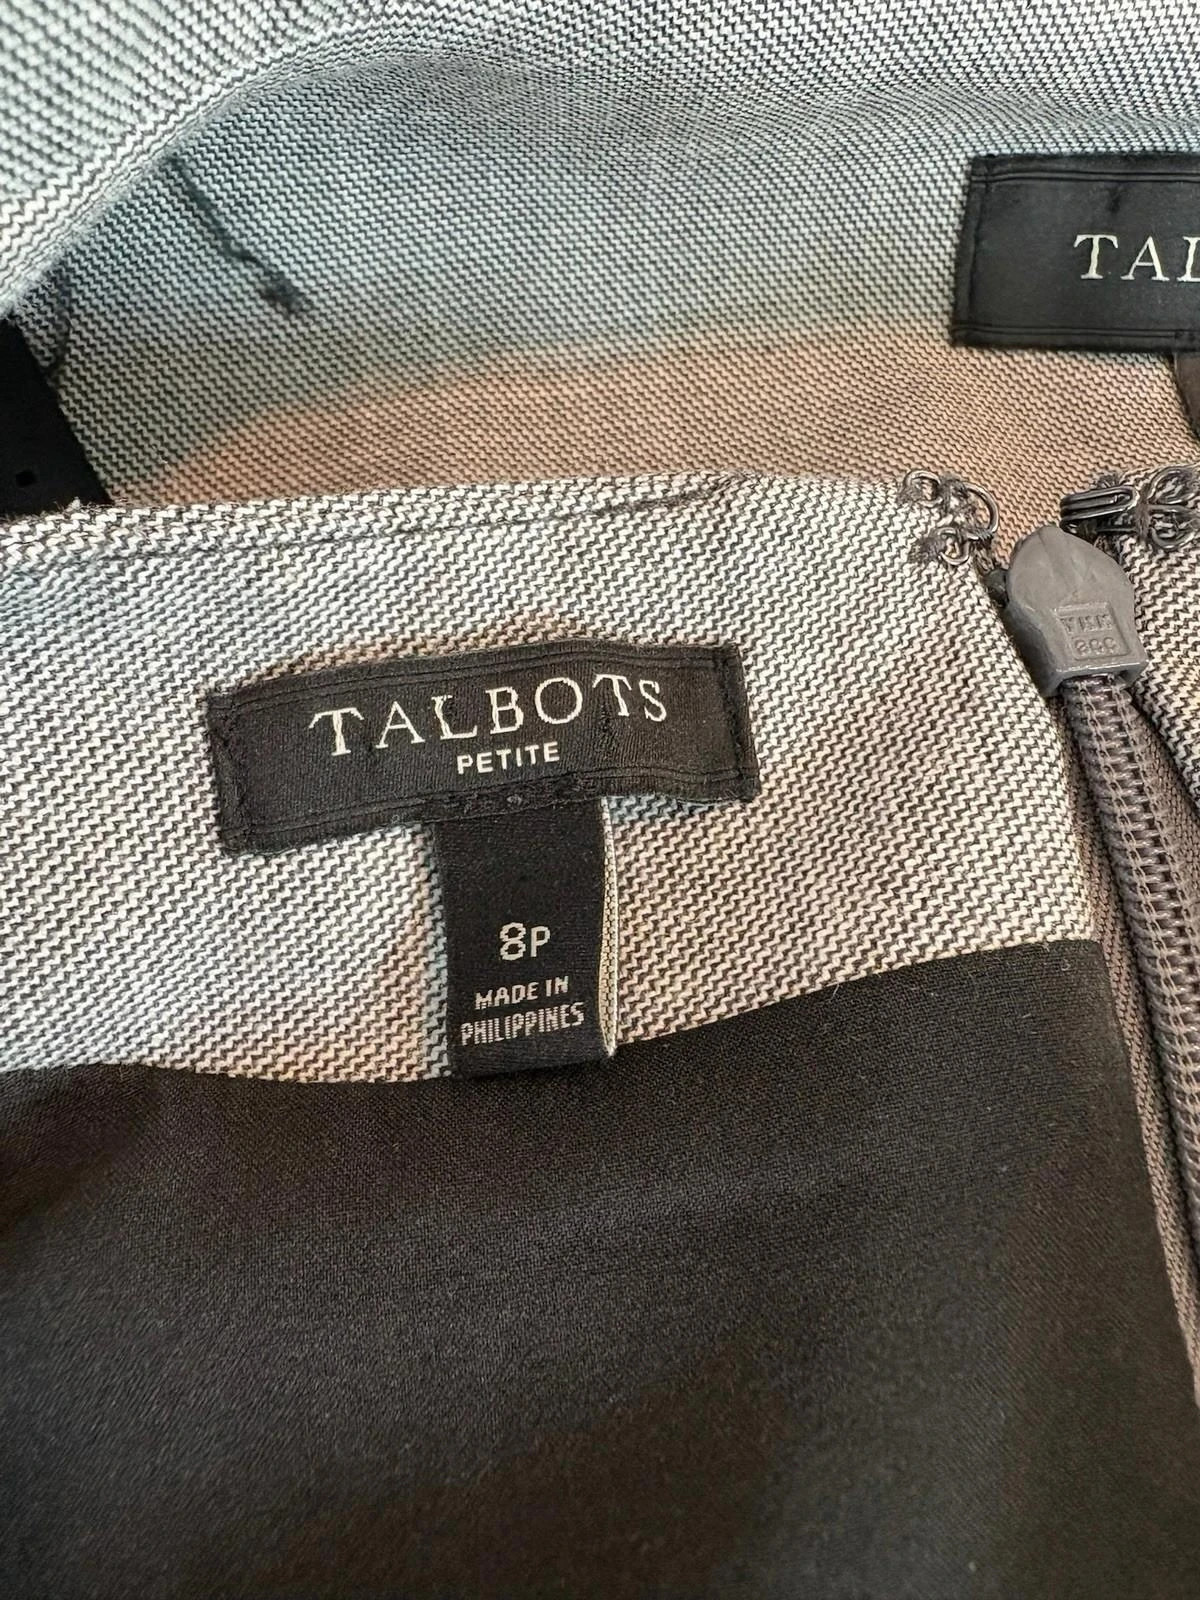 TAL
TALBOTS
PETITE
8P
MADE IN
PHILIPPINES